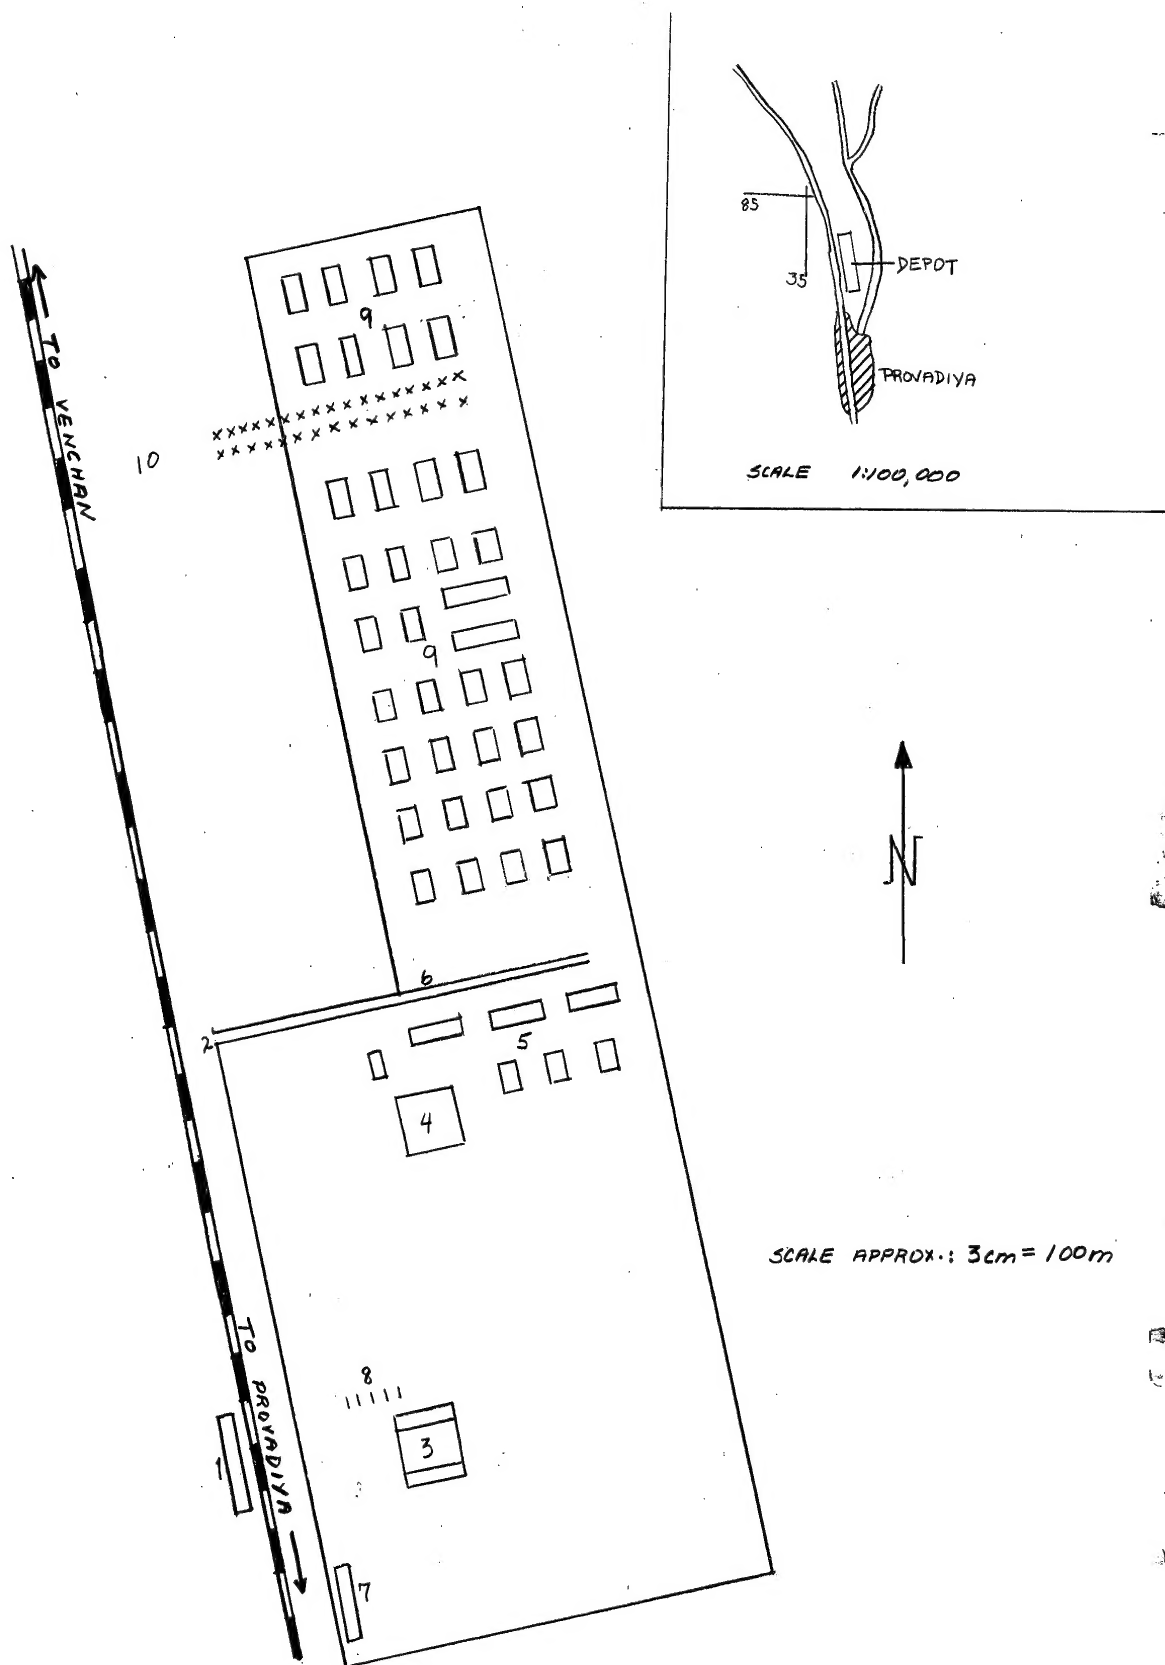 85
35
DEPOT
PROVADIYA
SCALE 1:100,000
TO VENCHAN
9
10
9
N
6
2
5
4
SCALE APPROX.: 3cm = 100m
TO PROVADIYA
8
3
1
7